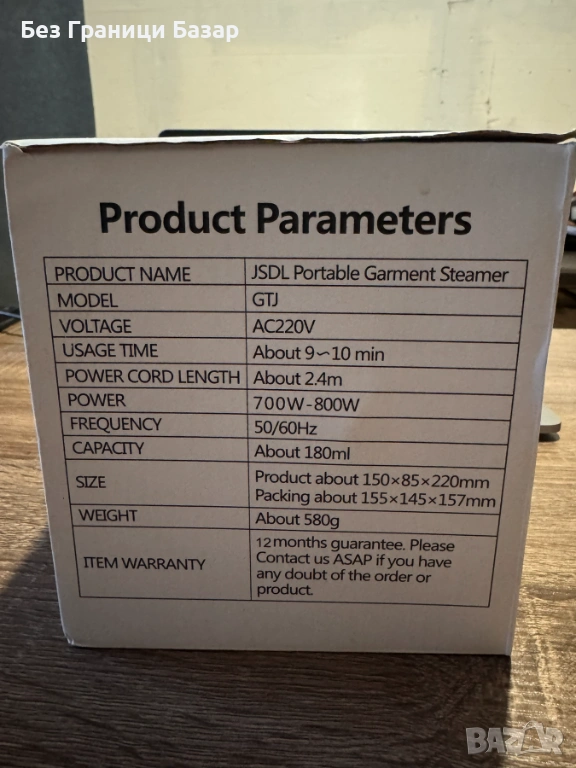 Без Граници Базар
Product Parameters
PRODUCT NAME JSDL Portable Garment Steamer
MODEL GTJ
VOLTAGE AC220V
USAGE TIME About 9~10 min
POWER CORD LENGTH About 2.4m
POWER 700W-800W
FREQUENCY 50/60Hz
CAPACITY About 180ml
SIZE Product about 150×85×220mm
Packing about 155×145×157mm
WEIGHT About 580g
ITEM WARRANTY 12months guarantee. Please
Contact us ASAP if you have
any doubt of the order or
product.
BAZAR